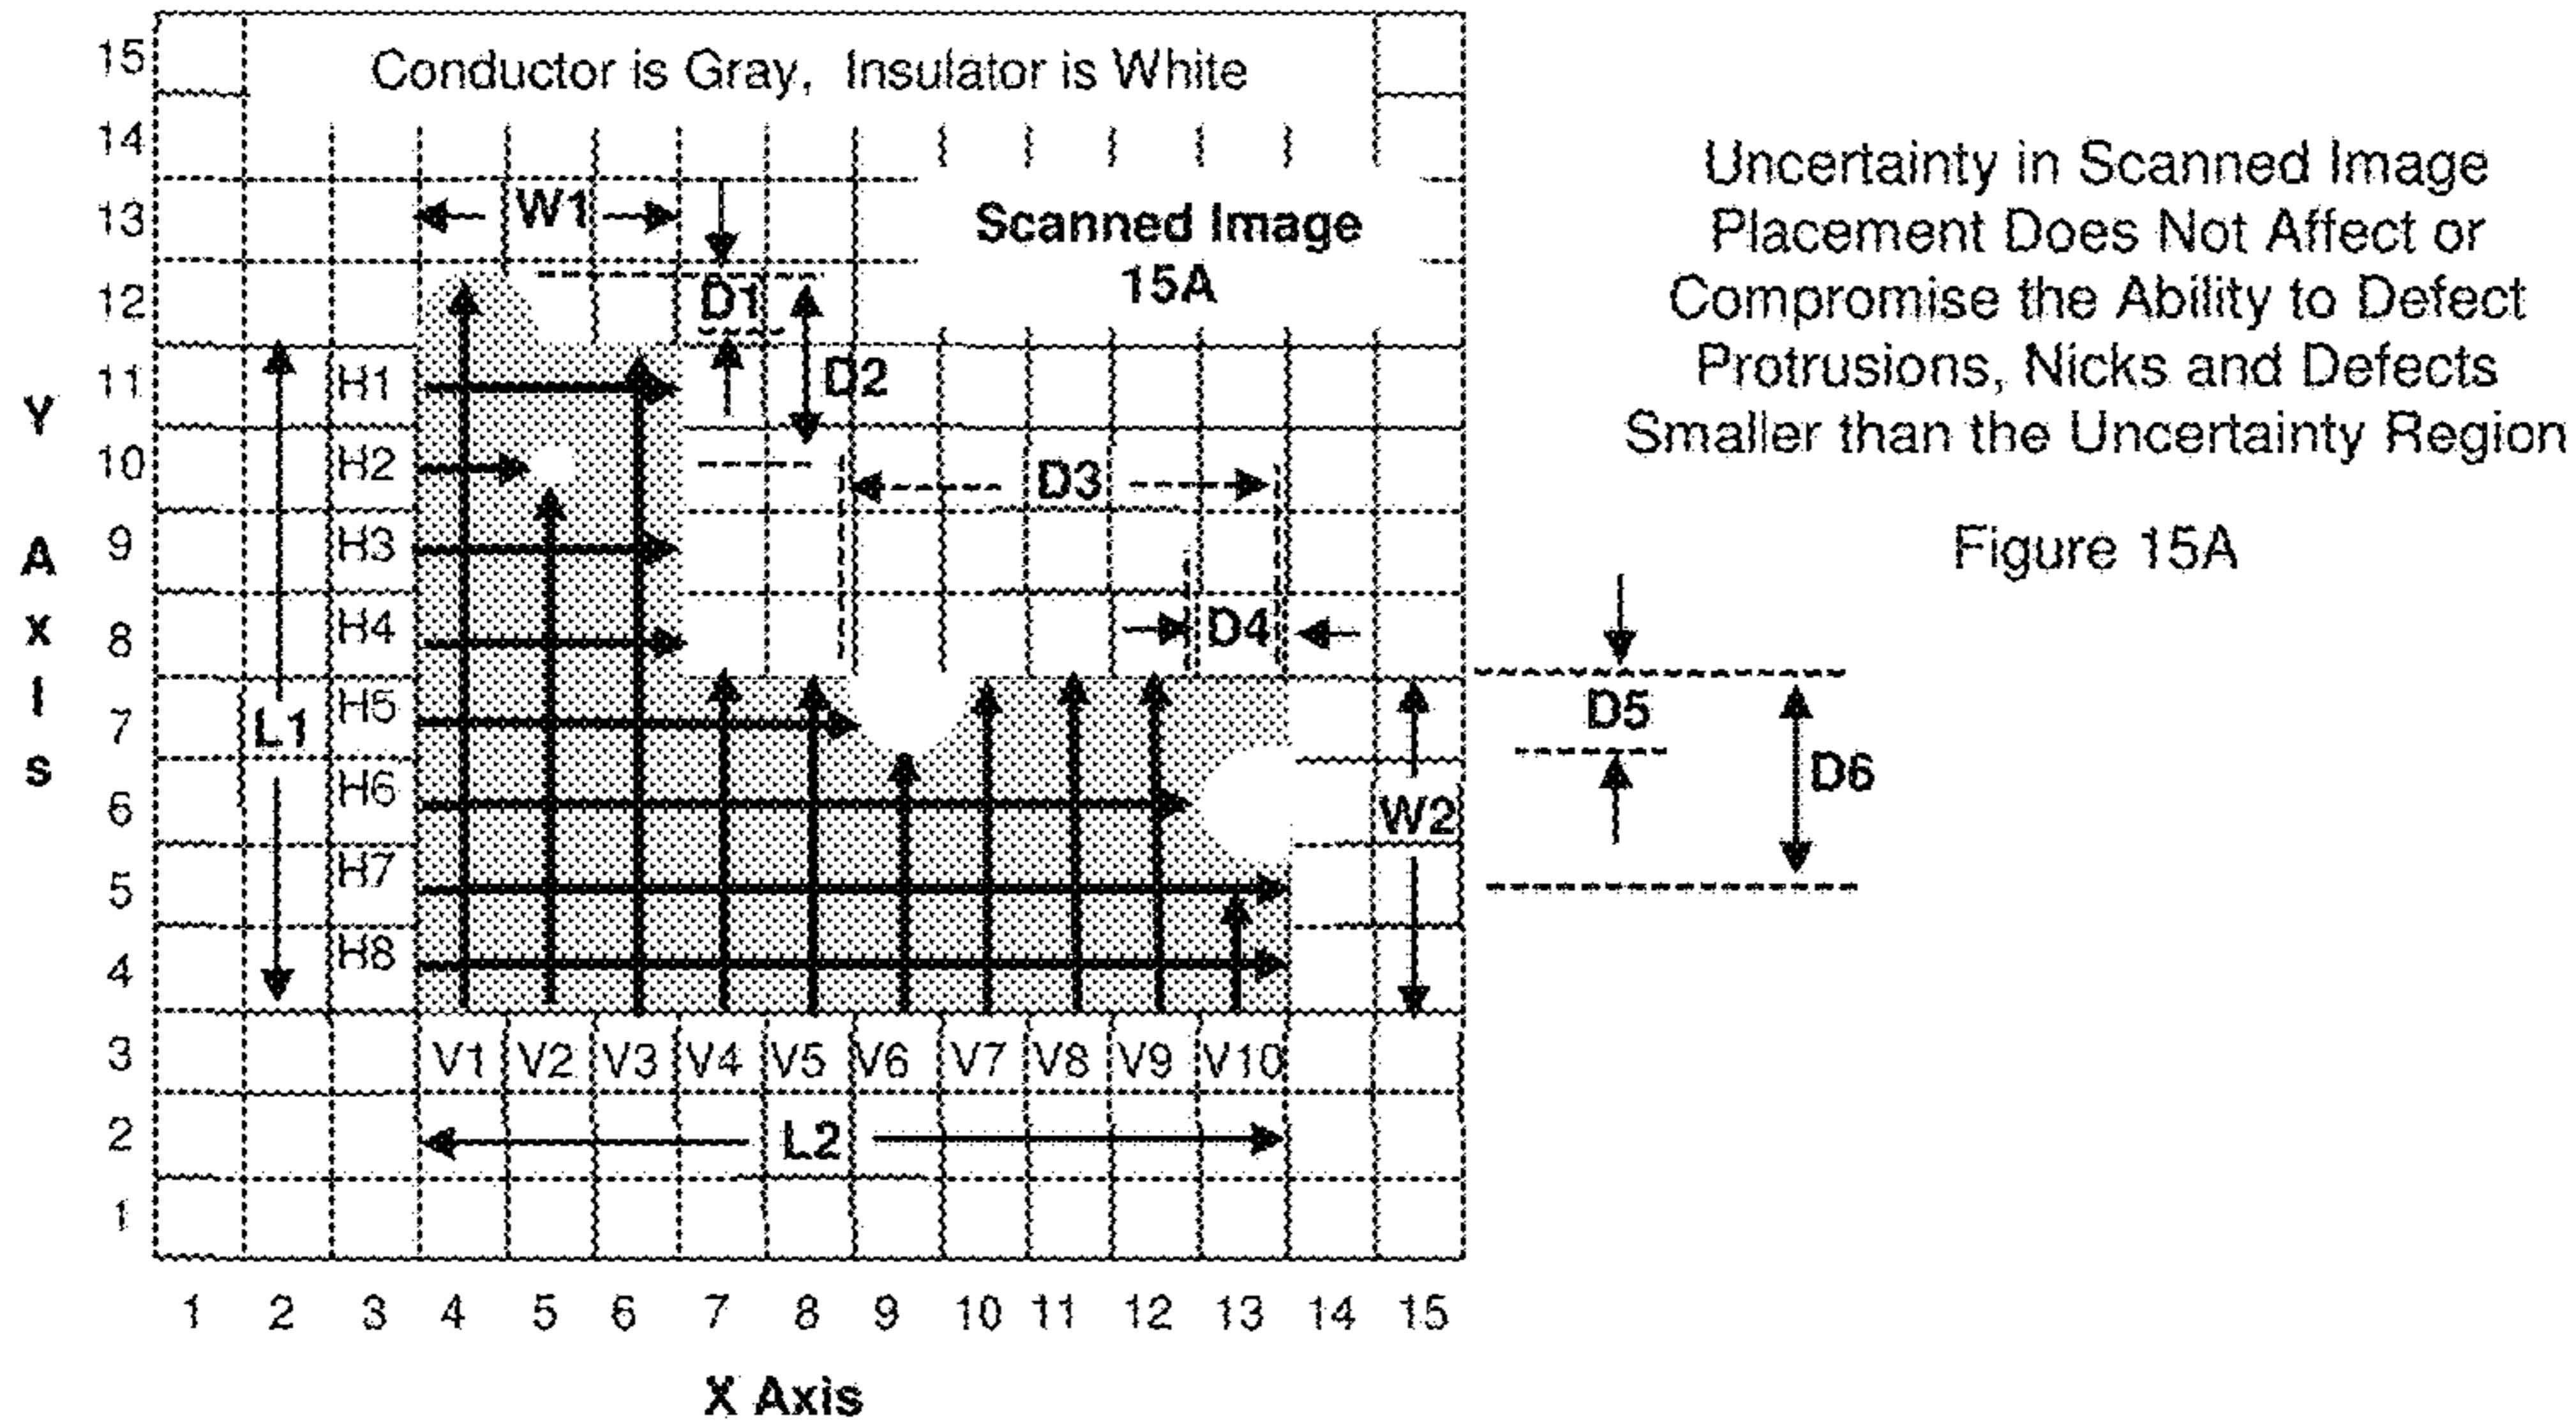 Conductor is Gray, Insulator is White
Scanned Image
15A
Uncertainty in Scanned Image
Placement Does Not Affect or
Compromise the Ability to Defect
Protrusions, Nicks and Defects
Smaller than the Uncertainty Region
Figure 15A
Y Axis
15
14
13
12
11
10
9
8
7
6
5
4
3
2
1
W1
D1
D2
D3
D4
D5
D6
L1
W2
H1
H2
H3
H4
H5
H6
H7
H8
V1 V2 V3 V4 V5 V6 V7 V8 V9 V10
L2
1 2 3 4 5 6 7 8 9 10 11 12 13 14 15
X Axis